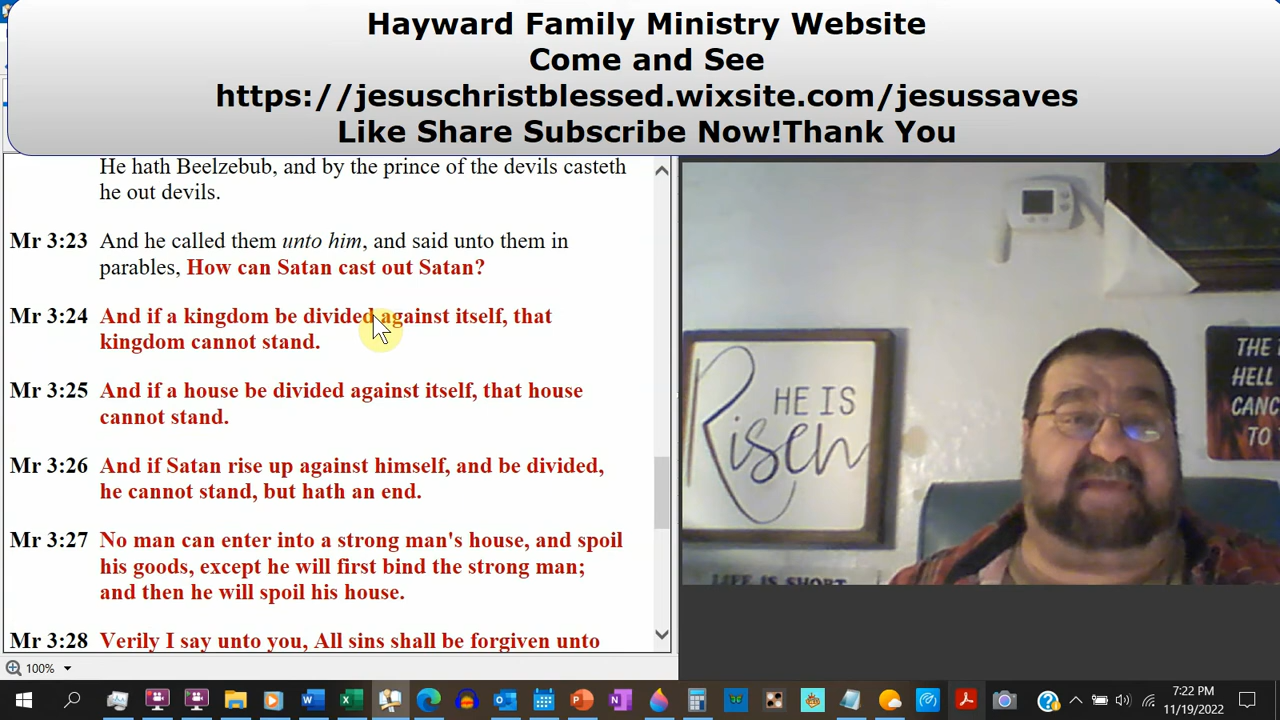 Hayward Family Ministry Website
Come and See
https://jesuschristblessed.wixsite.com/jesussaves
Like Share Subscribe Now!Thank You
He hath Beelzebub, and by the prince of the devils casteth
he out devils.
Mr 3:23 And he called them unto him, and said unto them in
parables, How can Satan cast out Satan?
Mr 3:24 And if a kingdom be divided against itself, that
kingdom cannot stand.
Mr 3:25 And if a house be divided against itself, that house
cannot stand.
Mr 3:26 And if Satan rise up against himself, and be divided,
he cannot stand, but hath an end.
Mr 3:27 No man can enter into a strong man's house, and spoil
his goods, except he will first bind the strong man;
and then he will spoil his house.
Mr 3:28 Verily I say unto you, All sins shall be forgiven unto
100%
HE IS
Risen
LIFE IS SHORT
THE
HELL
CANC
TO
7:22 PM
11/19/2022